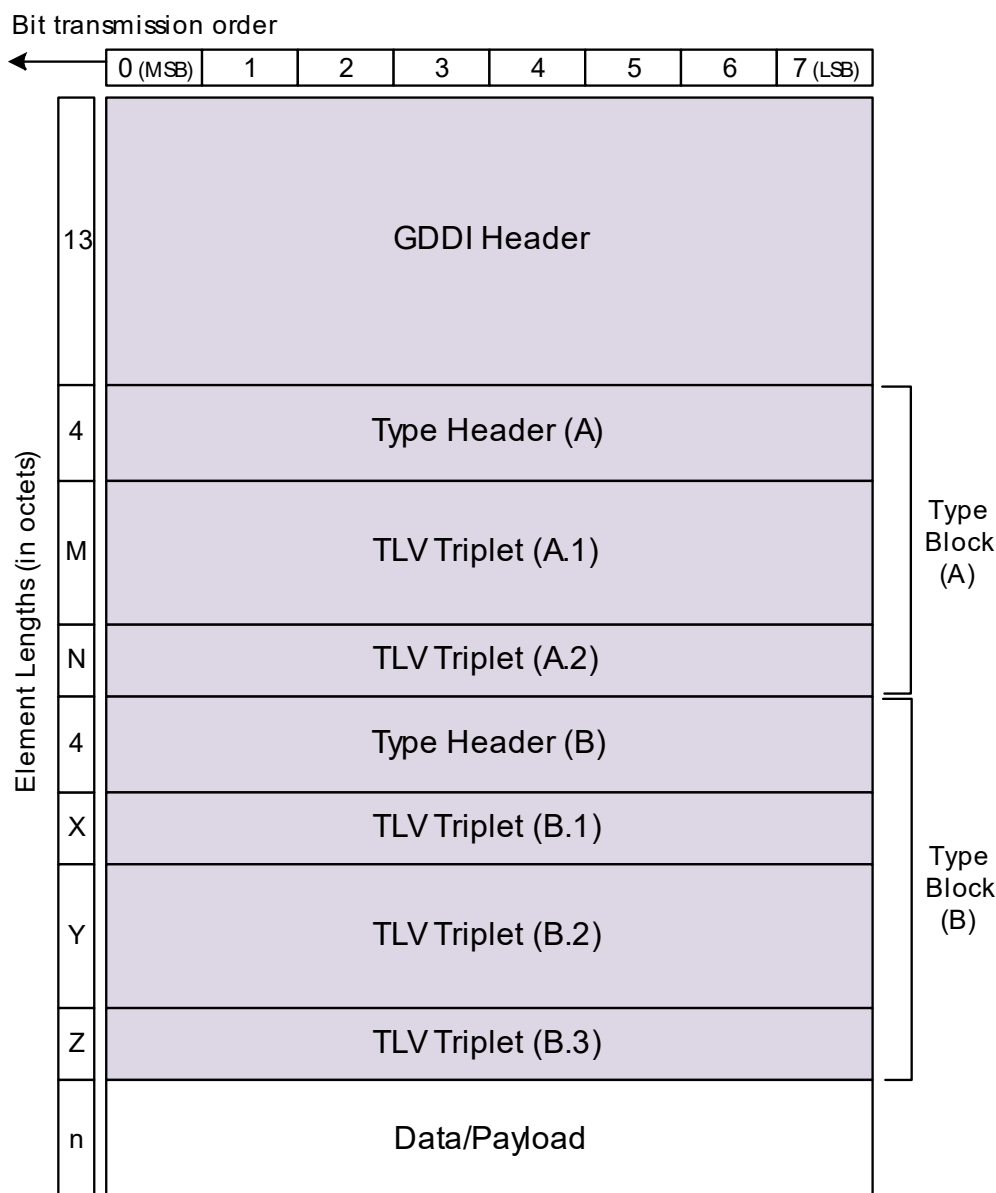 Bit transmission order
0 (MSB) 1 2 3 4 5 6 7 (LSB)
Element Lengths (in octets)
13 GDDI Header
4 Type Header (A)
M TLV Triplet (A.1)
N TLV Triplet (A.2)
Type
Block
(A)
4 Type Header (B)
X TLV Triplet (B.1)
Y TLV Triplet (B.2)
Z TLV Triplet (B.3)
Type
Block
(B)
n Data/Payload